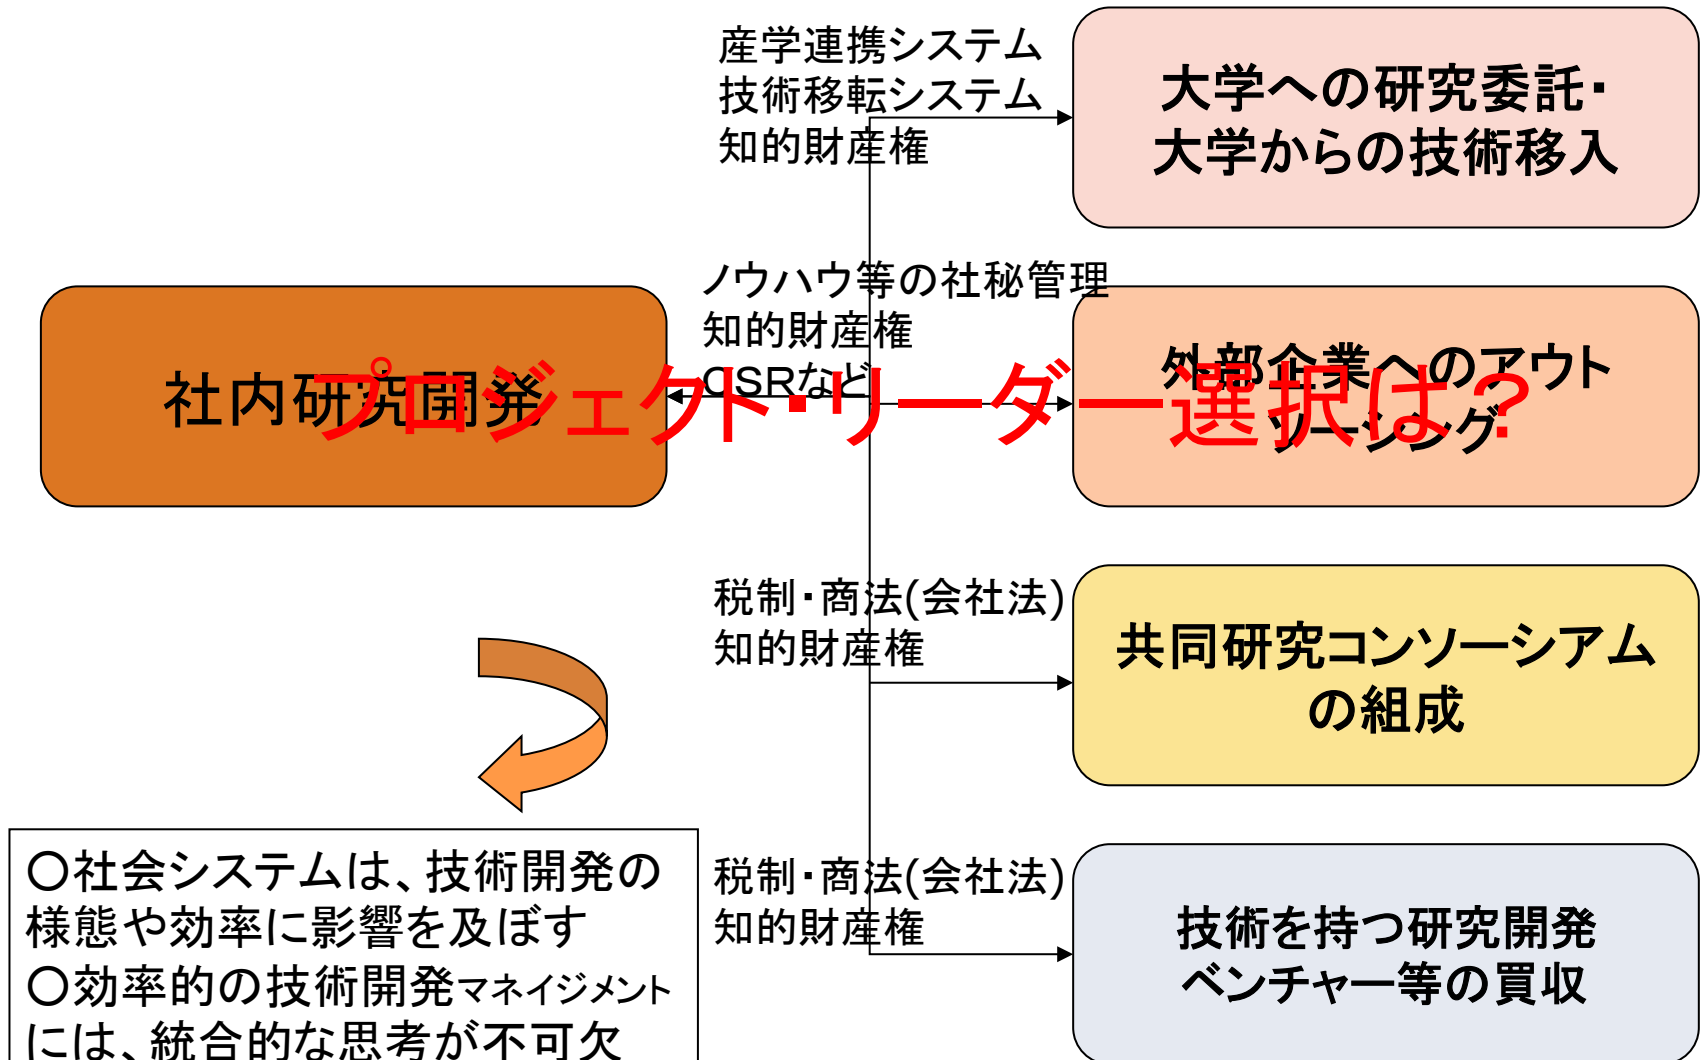 産学連携システム
技術移転システム
知的財産権
大学への研究委託・
大学からの技術移入
ノウハウ等の社秘管理
知的財産権
CSRなど
社内研究開発
プロジェクト・リーダー選択は？
外部企業へのアウト
ソーシング
税制・商法(会社法)
知的財産権
共同研究コンソーシアム
の組成
税制・商法(会社法)
知的財産権
技術を持つ研究開発
ベンチャー等の買収
〇社会システムは、技術開発の
様態や効率に影響を及ぼす
〇効率的の技術開発マネイジメント
には、統合的な思考が不可欠